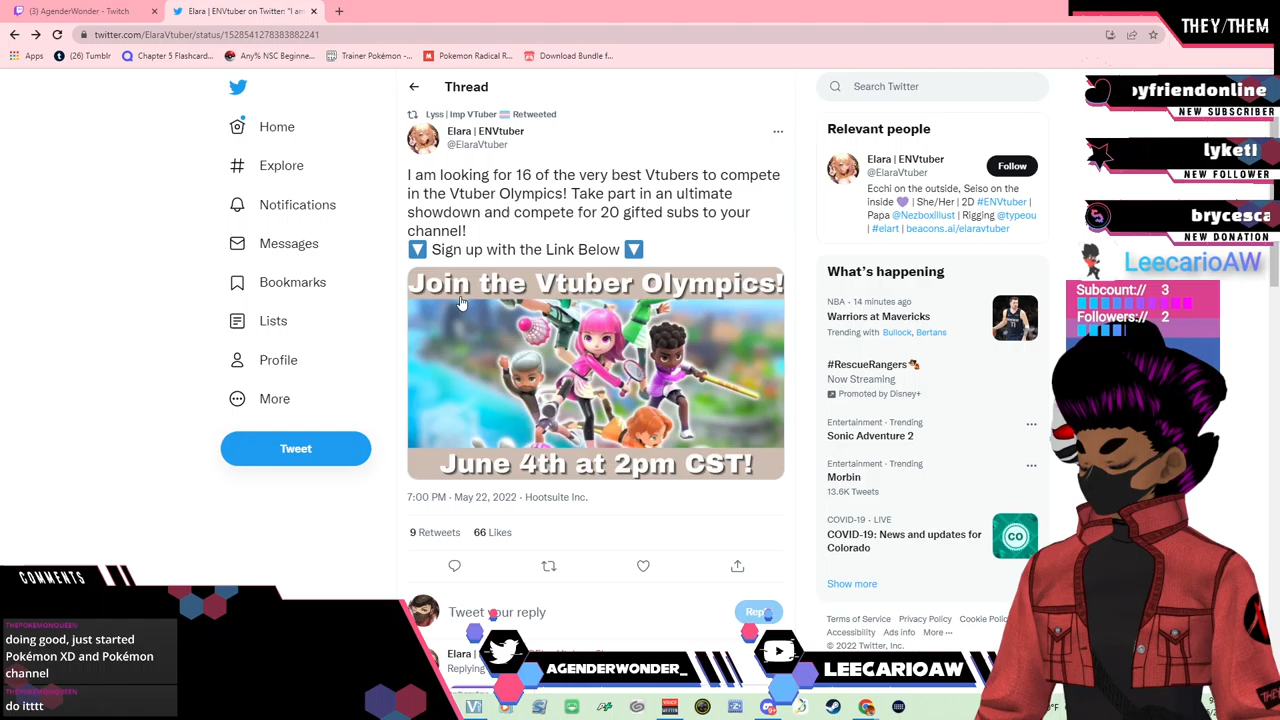 (3) AgenderWonder - Twitch
Elara | ENVtuber on Twitter: "I am
twitter.com/ElaraVtuber/status/1528541278383882241
Apps
(26) Tumblr
Chapter 5 Flashcard...
Any% NSC Beginne...
Trainer Pokémon -...
Pokemon Radical R...
Download Bundle f...
THEY/THEM
Home
Explore
Notifications
Messages
Bookmarks
Lists
Profile
More
Tweet
Thread
Lyss | Imp VTuber Retweeted
Elara | ENVtuber
@ElaraVtuber
I am looking for 16 of the very best Vtubers to compete
in the Vtuber Olympics! Take part in an ultimate
showdown and compete for 20 gifted subs to your
channel!
Sign up with the Link Below
Join the Vtuber Olympics!
June 4th at 2pm CST!
7:00 PM · May 22, 2022 · Hootsuite Inc.
9 Retweets 66 Likes
Tweet your reply
Elara |
Replying
Search Twitter
Relevant people
Elara | ENVtuber
@ElaraVtuber
Follow
Ecchi on the outside, Seiso on the
inside 💜 | She/Her | 2D #ENVtuber |
Papa @Nezboxillust | Rigging @typeou
| #elart | beacons.ai/elaravtuber
What's happening
NBA · 14 minutes ago
Warriors at Mavericks
Trending with Bullock, Bertans
#RescueRangers
Now Streaming
Promoted by Disney+
Entertainment · Trending
Sonic Adventure 2
Entertainment · Trending
Morbin
13.6K Tweets
COVID-19 · LIVE
COVID-19: News and updates for
Colorado
CO
Show more
Terms of Service Privacy Policy Cookie
Accessibility Ads info More ···
© 2022 Twitter, Inc.
yfriendonline
NEW SUBSCRIBER
lyketl
NEW FOLLOWER
brycesca
NEW DONATION
LeecarioAW
Subcount:// 3
Followers:// 2
COMMENTS
THEPOKEMONQUEEN
doing good, just started
Pokémon XD and Pokémon
channel
THEPOKEMONQUEEN
do itttt
AGENDERWONDER_
LEECARIOAW